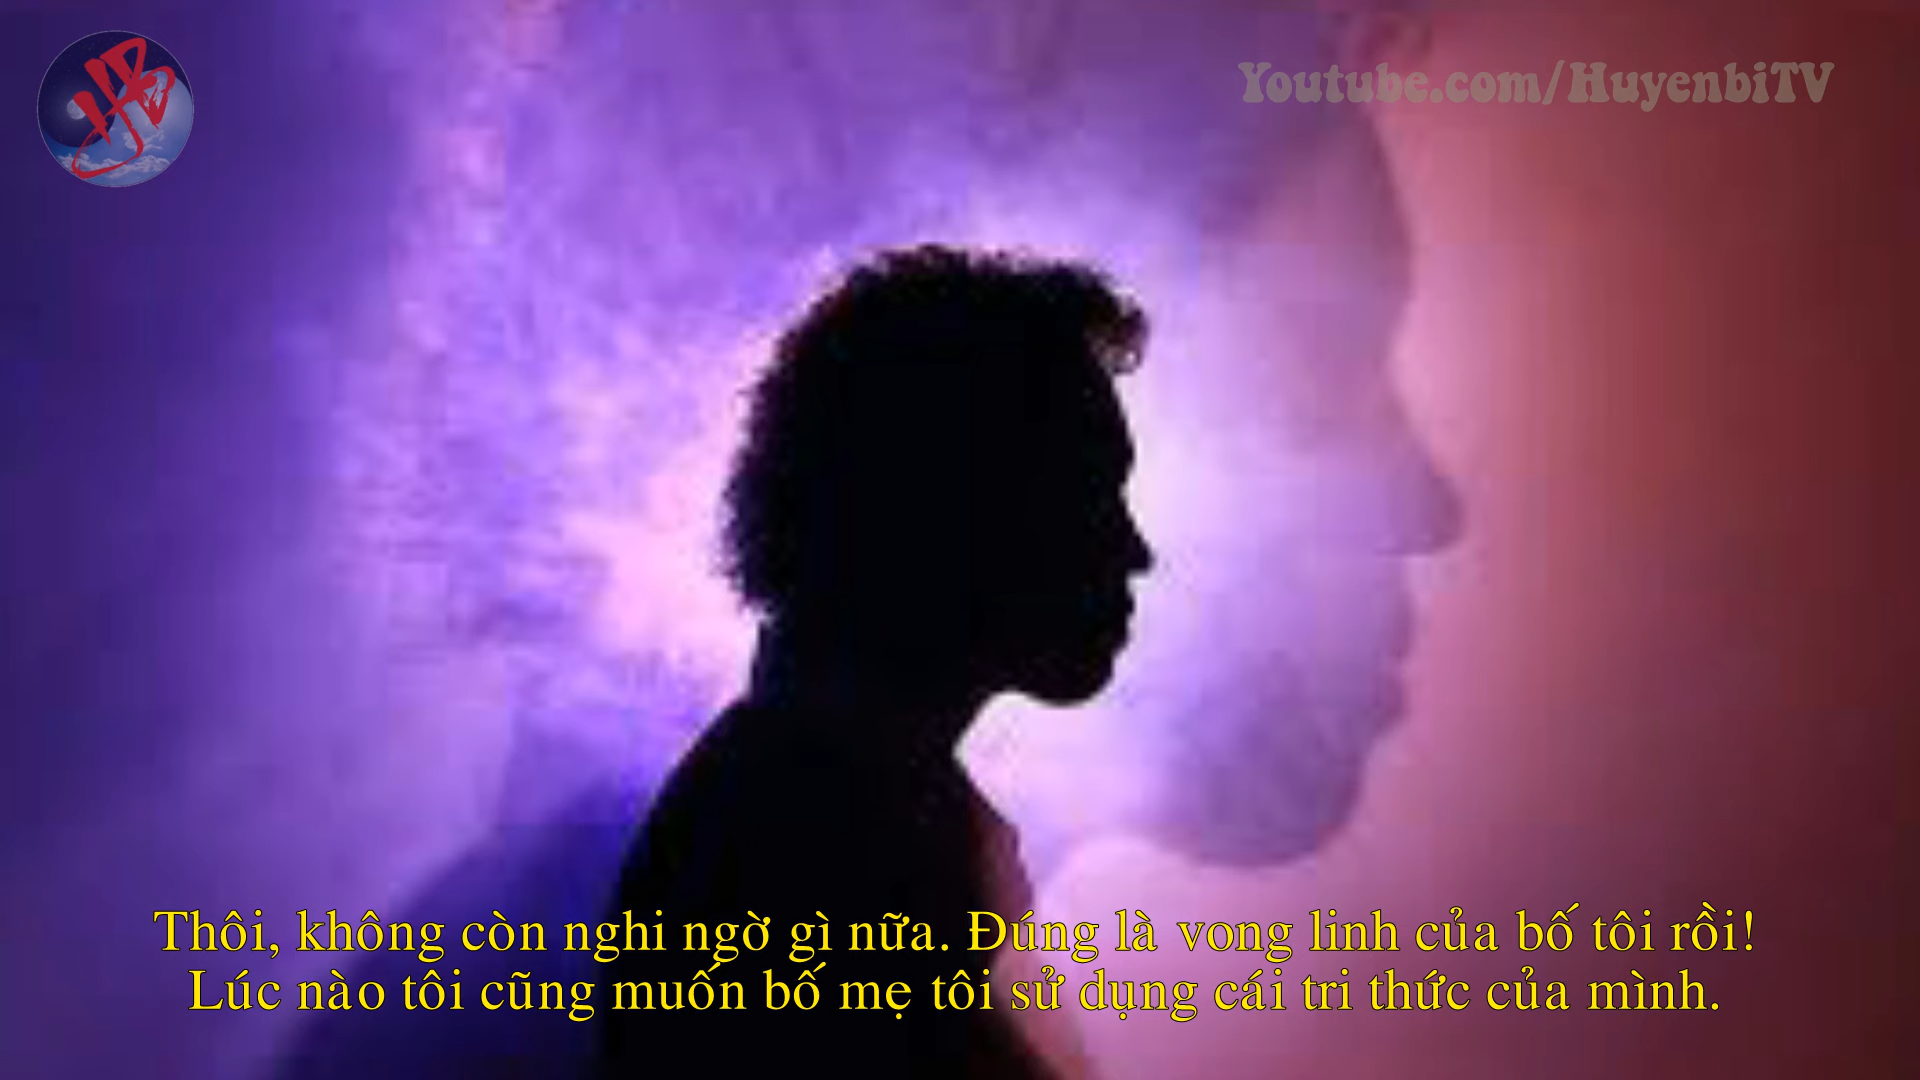 Youtube.com/HuyenbiTV
Thôi, không còn nghi ngờ gì nữa. Đúng là vong linh của bố tôi rồi!
Lúc nào tôi cũng muốn bố mẹ tôi sử dụng cái tri thức của mình.